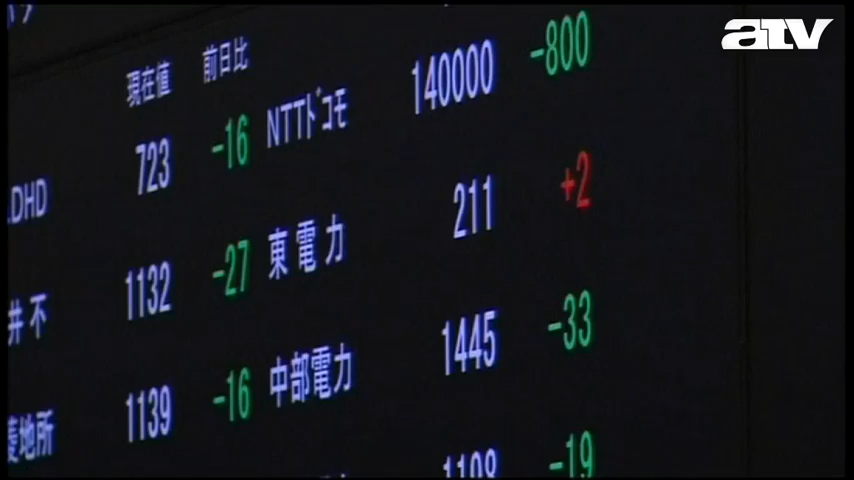 atv
現在値 前日比
NTTドコモ 140000 -800
.DHD 723 -16
東電力 211 +2
井不 1132 -27
中部電力 1445 -33
菱地所 1139 -16
1108 -19